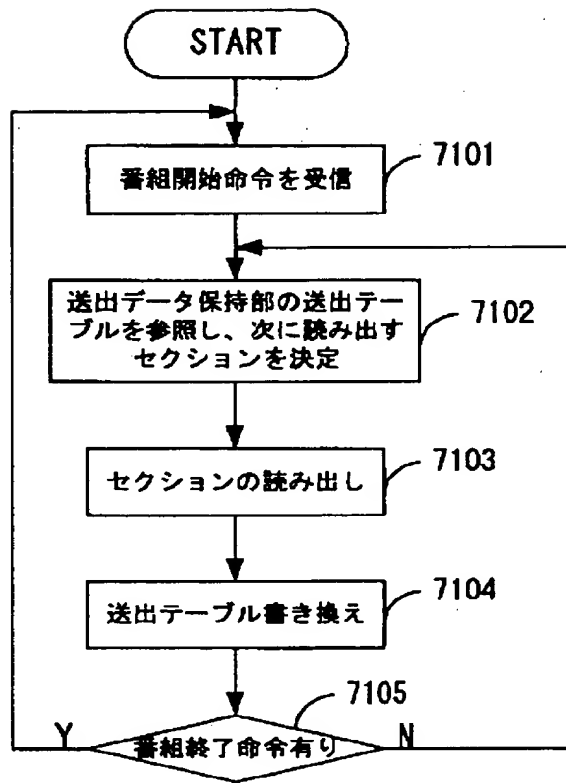 START
番組開始命令を受信
7101
送出データ保持部の送出テー
ブルを参照し、次に読み出す
セクションを決定
7102
セクションの読み出し
7103
送出テーブル書き換え
7104
7105
Y
番組終了命令有り
N